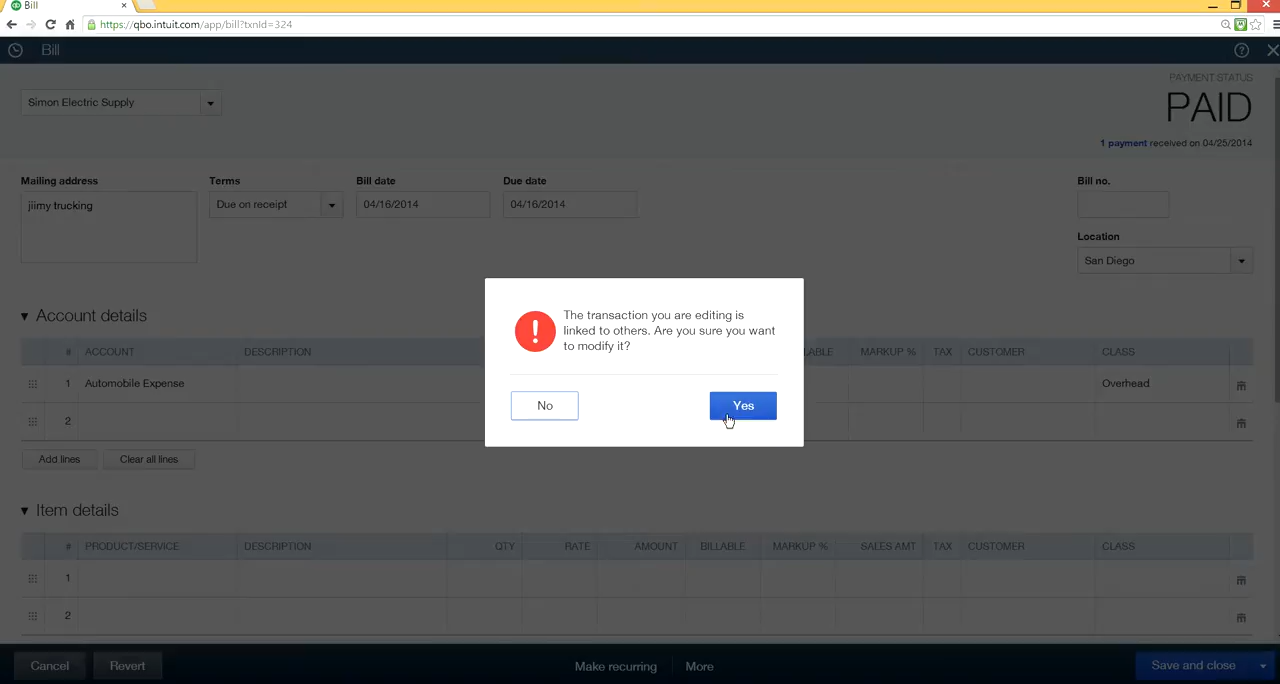 Bill
https://qbo.intuit.com/app/bill?txnId=324
Bill
PAYMENT STATUS
Simon Electric Supply
PAID
1 payment received on 04/25/2014
Mailing address
Terms
Bill date
Due date
Bill no.
jiimy trucking
Due on receipt
04/16/2014
04/16/2014
Location
San Diego
The transaction you are editing is
linked to others. Are you sure you want
to modify it?
No
Yes
Account details
# ACCOUNT DESCRIPTION LABLE MARKUP % TAX CUSTOMER CLASS
1 Automobile Expense Overhead
2
Add lines
Clear all lines
Item details
# PRODUCT/SERVICE DESCRIPTION QTY RATE AMOUNT BILLABLE MARKUP % SALES AMT TAX CUSTOMER CLASS
1
2
Cancel
Revert
Make recurring
More
Save and close